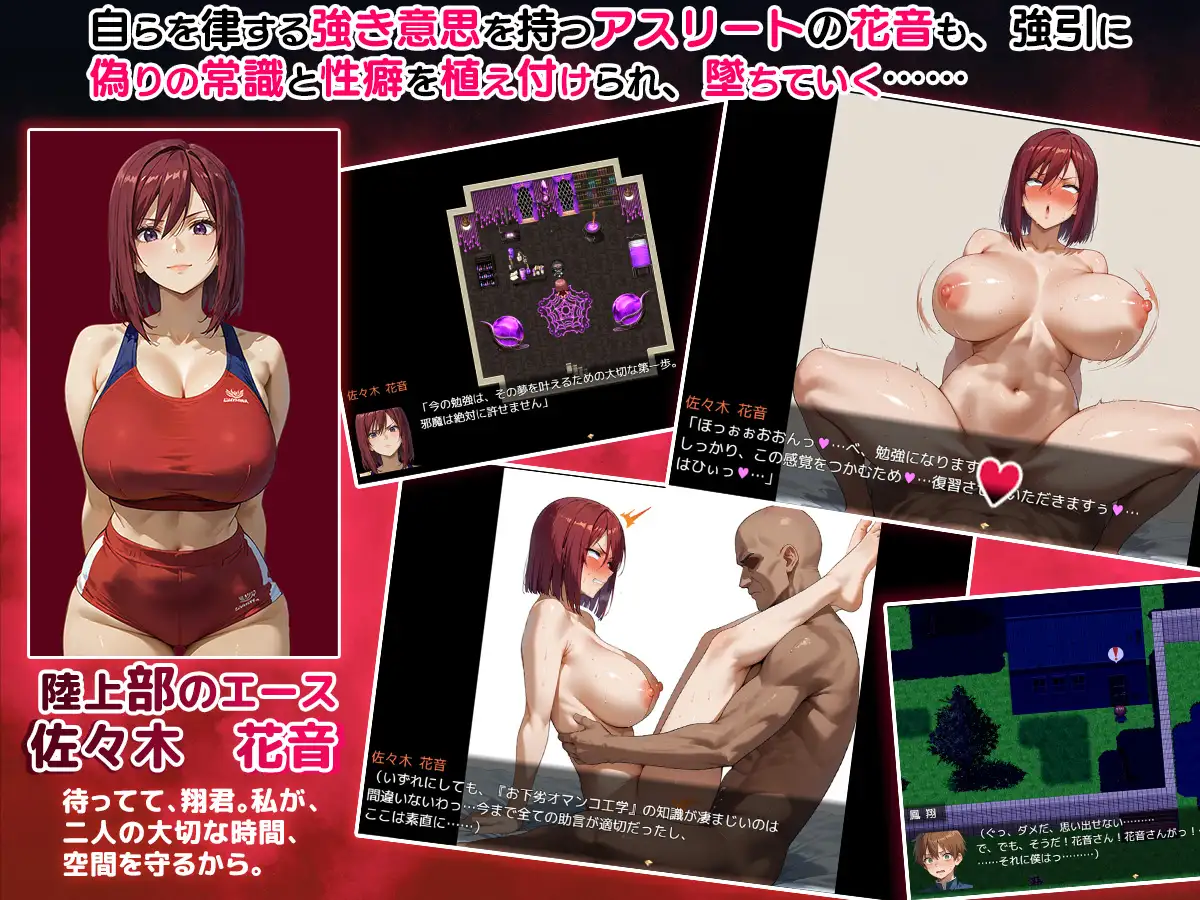 自らを律する強き意思を持つアスリートの花音も、強引に
偽りの常識と性癖を植え付けられ、墜ちていく……
佐々木 花音
「今の勉強は、その夢を叶えるための大切な第一歩。
邪魔は絶対に許せません」
佐々木 花音
「ほっぉぉおおんっ♥…べ、勉強になります
しっかり、この感覚をつかむため♥…復習さ
いただきますぅ♥…
はひぃっ♥…」
陸上部のエース
佐々木 花音
待ってて、翔君。私が、
二人の大切な時間、
空間を守るから。
佐々木 花音
（いずれにしても、『お下劣オマンコ工学』の知識が凄まじいのは
間違いないわっ…今まで全ての助言が適切だったし、
ここは素直に……）
鳳 翔
（ぐっ、ダメだ、思い出せない………
で、でも、そうだ！花音さん！花音さんがっ！
……それに僕はっ………）